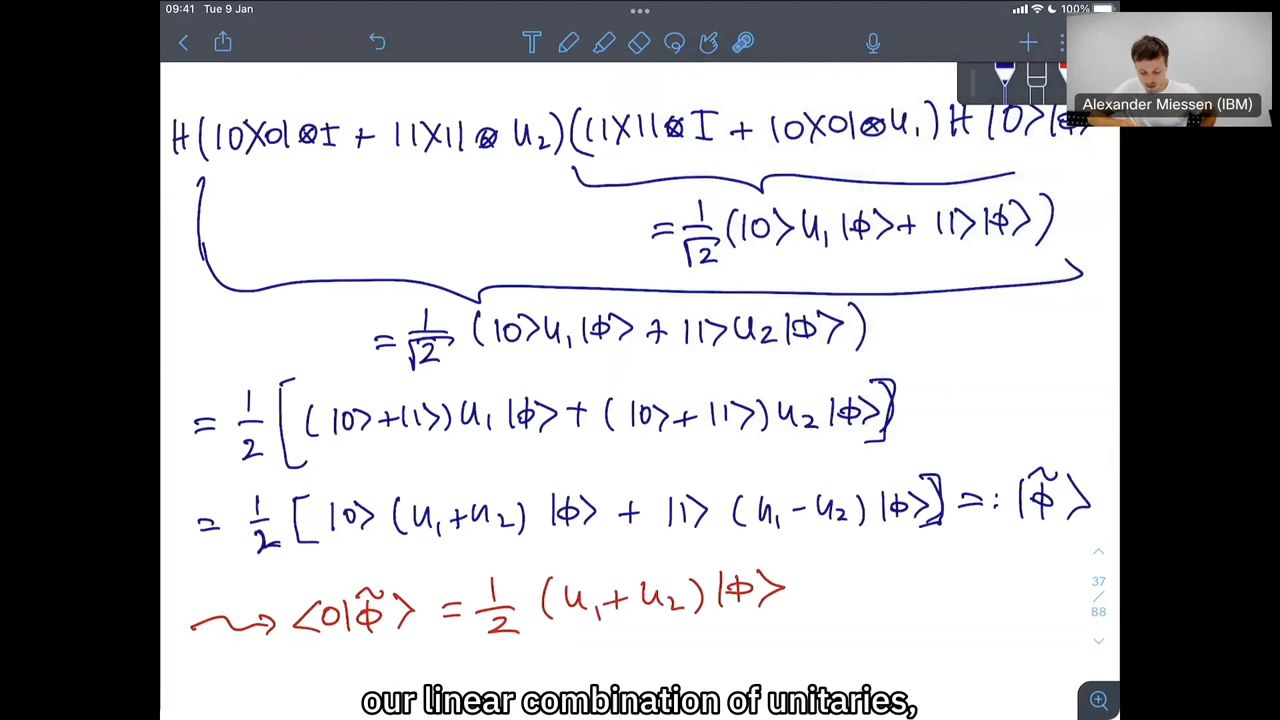 09:41 Tue 9 Jan
100%
Alexander Miessen (IBM)
H(|0⟩⟨0|⊗I + |1⟩⟨1|⊗ U₂)(|1⟩⟨1|⊗ I + |0⟩⟨0|⊗U₁) H |0⟩|ϕ⟩
= 1/√2 (|0⟩U₁|ϕ⟩ + |1⟩|ϕ⟩)
= 1/√2 (|0⟩U₁|ϕ⟩ + |1⟩U₂|ϕ⟩)
= 1/2 [(|0⟩+|1⟩)U₁|ϕ⟩ + (|0⟩+|1⟩)U₂|ϕ⟩]
= 1/2 [|0⟩ (U₁+U₂) |ϕ⟩ + |1⟩ (U₁-U₂) |ϕ⟩] =: |ϕ̃⟩
⇝ ⟨0|ϕ̃⟩ = 1/2 (U₁+U₂)|ϕ⟩
37
/
88
our linear combination of unitaries,